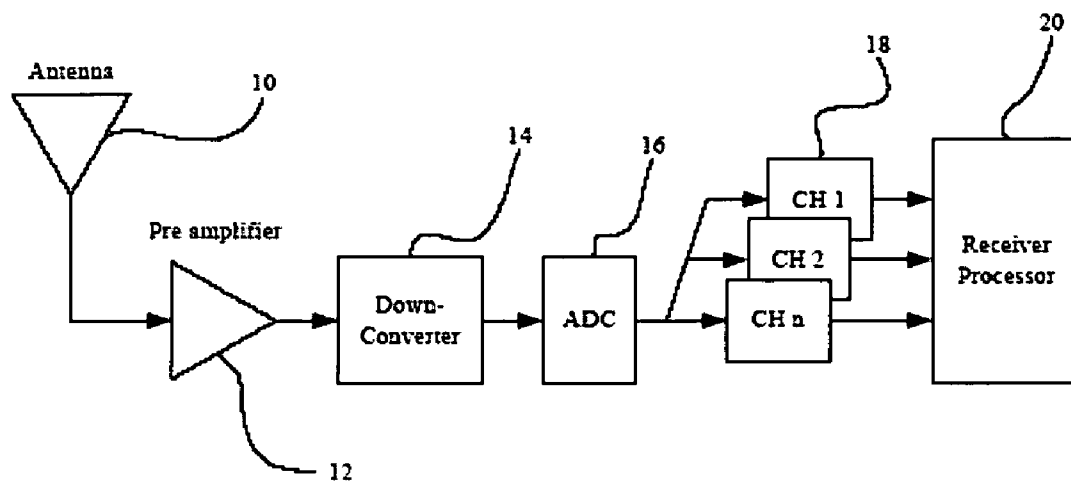 20
18
Antenna
10
14
16
CH 1
Pre amplifier
CH 2
Receiver
Processor
Down-
Converter
ADC
CH n
12